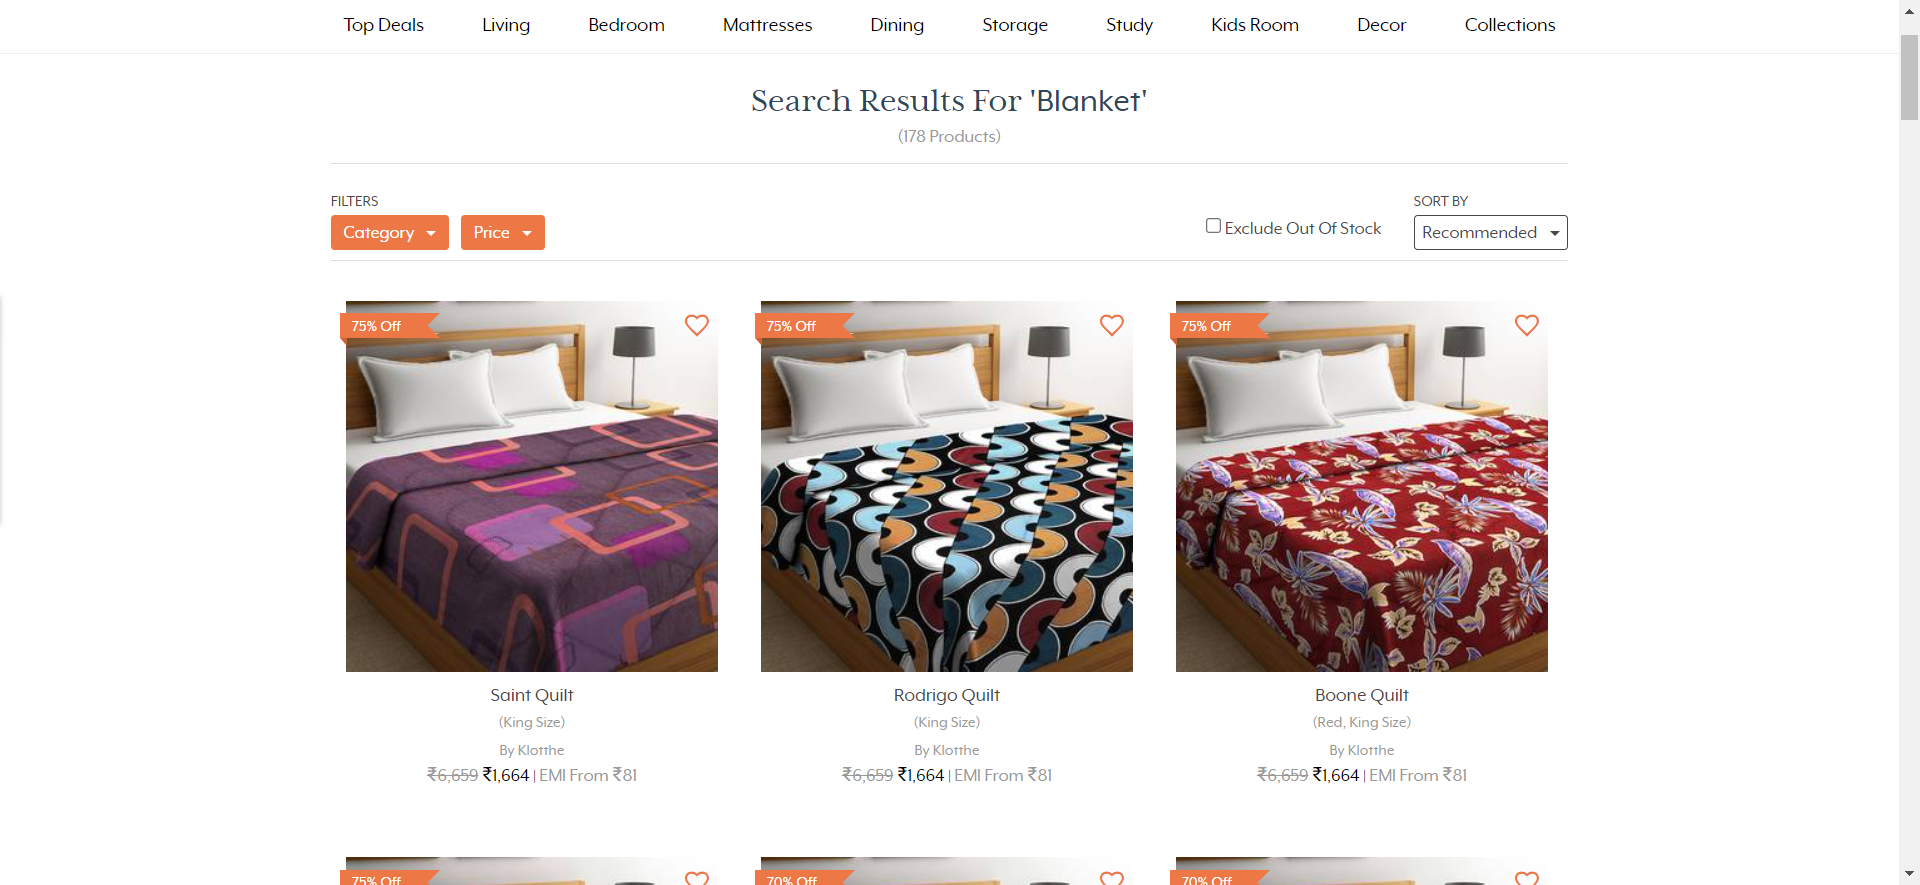 Top Deals Living Bedroom Mattresses Dining Storage Study Kids Room Decor Collections
Search Results For 'Blanket'
(178 Products)
FILTERS
Category Price
Exclude Out Of Stock
SORT BY
Recommended
75% Off
75% Off
75% Off
Saint Quilt
(King Size)
By Klotthe
₹6,659 ₹1,664 | EMI From ₹81
Rodrigo Quilt
(King Size)
By Klotthe
₹6,659 ₹1,664 | EMI From ₹81
Boone Quilt
(Red, King Size)
By Klotthe
₹6,659 ₹1,664 | EMI From ₹81
75% Off
70% Off
70% Off